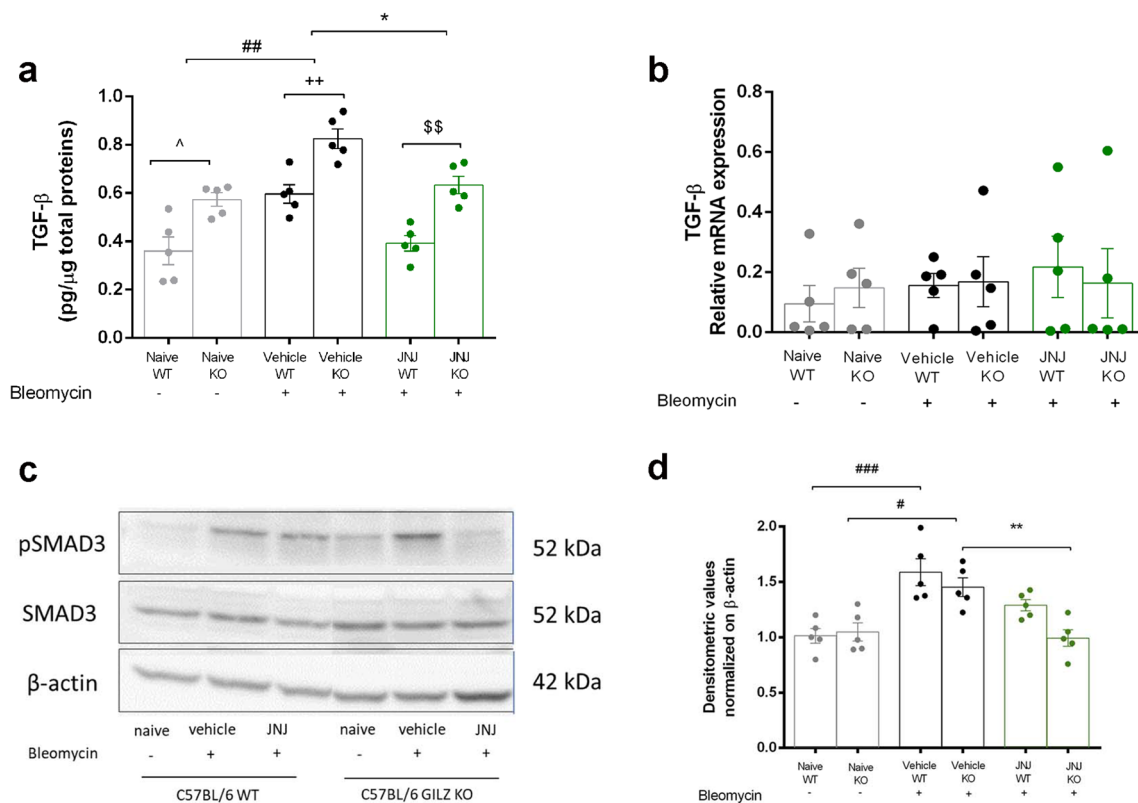 a
*
##
++
^
$$
TGF-β
(pg/µg total proteins)
1.0
0.8
0.6
0.4
0.2
0.0
Naive WT
Naive KO
Vehicle WT
Vehicle KO
JNJ WT
JNJ KO
Bleomycin - - + + + +
b
TGF-β
Relative mRNA expression
0.8
0.6
0.4
0.2
0.0
Naive WT
Naive KO
Vehicle WT
Vehicle KO
JNJ WT
JNJ KO
Bleomycin - - + + + +
c
pSMAD3 52 kDa
SMAD3 52 kDa
β-actin 42 kDa
naive vehicle JNJ naive vehicle JNJ
Bleomycin - + + - + +
C57BL/6 WT C57BL/6 GILZ KO
d
###
#
**
Densitometric values
normalized on β-actin
2.0
1.5
1.0
0.5
0.0
Naive WT
Naive KO
Vehicle WT
Vehicle KO
JNJ WT
JNJ KO
Bleomycin - - + + + +